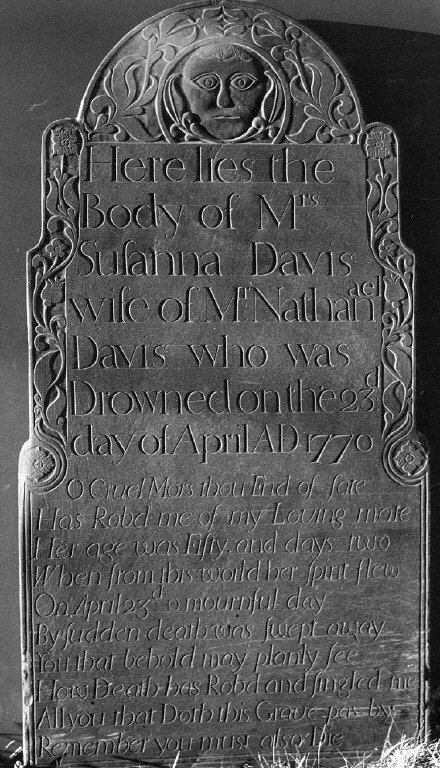 Here lies the
Body of Mrs
Suſanna Davis
wife of Mr Nathanael
Davis who was
Drowned on the 23d
day of April AD 1770
O Cruel Mors thou End of fate
Has Robd me of my Loving mate
Her age was Fifty, and days two
When from this world her ſpirit flew
On April 23d o mournful day
By ſudden death was ſwept away
You that behold may planly ſee
How Death has Robd and ſingled me
All you that Doth this Grave pas by
Remember you must also Die